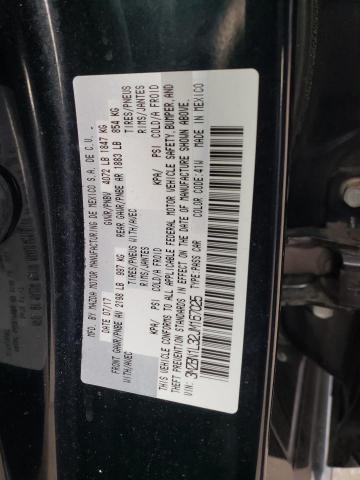 MFD. BY MAZDA MOTOR MANUFACTURING DE MEXICO S.A. DE C.V.
DATE: 07/17 GVWR/PNBV 4072 LB 1847 KG
FRONT GAWR/PNBE AV 2198 LB 997 KG REAR GAWR/PNBE AR 1883 LB 854 KG
WITH/AVEC TIRES/PNEUS WITH/AVEC TIRES/PNEUS
RIMS/JANTES RIMS/JANTES
KPA/ PSI COLD/A FROID KPA/ PSI COLD/A FROID
THIS VEHICLE CONFORMS TO ALL APPLICABLE FEDERAL MOTOR VEHICLE SAFETY, BUMPER, AND
THEFT PREVENTION STANDARDS IN EFFECT ON THE DATE OF MANUFACTURE SHOWN ABOVE.
VIN: 3MZBN1L32JM157025 TYPE:PASS CAR COLOR CODE:41W MADE IN MEXICO